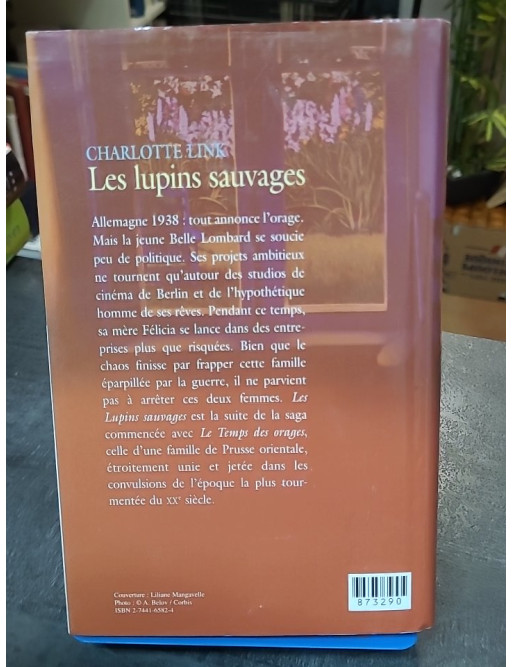 CHARLOTTE LINK
Les lupins sauvages
Allemagne 1938 : tout annonce l'orage.
Mais la jeune Belle Lombard se soucie
peu de politique. Ses projets ambitieux
ne tournent qu'autour des studios de
cinéma de Berlin et de l'hypothétique
homme de ses rêves. Pendant ce temps,
sa mère Félicia se lance dans des entre-
prises plus que risquées. Bien que le
chaos finisse par frapper cette famille
éparpillée par la guerre, il ne parvient
pas à arrêter ces deux femmes. Les
Lupins sauvages est la suite de la saga
commencée avec Le Temps des orages,
celle d'une famille de Prusse orientale,
étroitement unie et jetée dans les
convulsions de l'époque la plus tour-
mentée du XXe siècle.
Couverture : Liliane Mangavelle
Photo : © A. Belov / Corbis
ISBN 2-7441-6582-4
873290